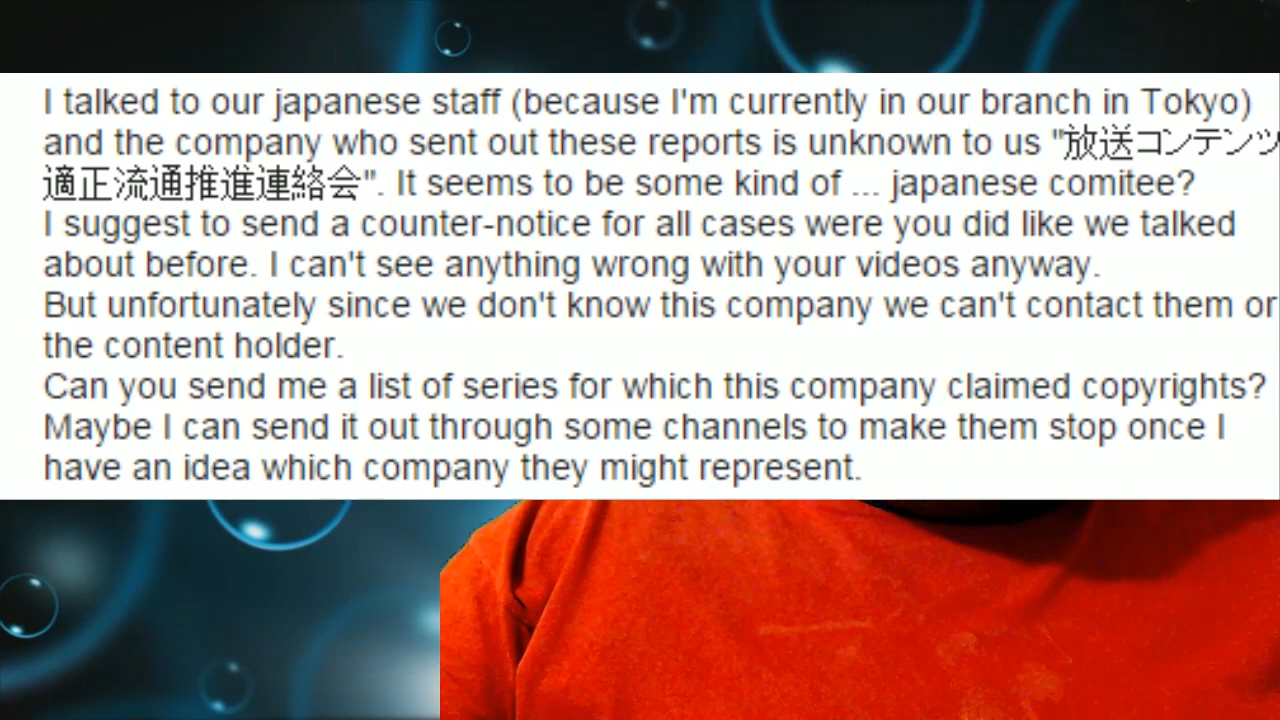 I talked to our japanese staff (because I'm currently in our branch in Tokyo)
and the company who sent out these reports is unknown to us "放送コンテンツ
適正流通推進連絡会". It seems to be some kind of ... japanese comitee?
I suggest to send a counter-notice for all cases were you did like we talked
about before. I can't see anything wrong with your videos anyway.
But unfortunately since we don't know this company we can't contact them or
the content holder.
Can you send me a list of series for which this company claimed copyrights?
Maybe I can send it out through some channels to make them stop once I
have an idea which company they might represent.